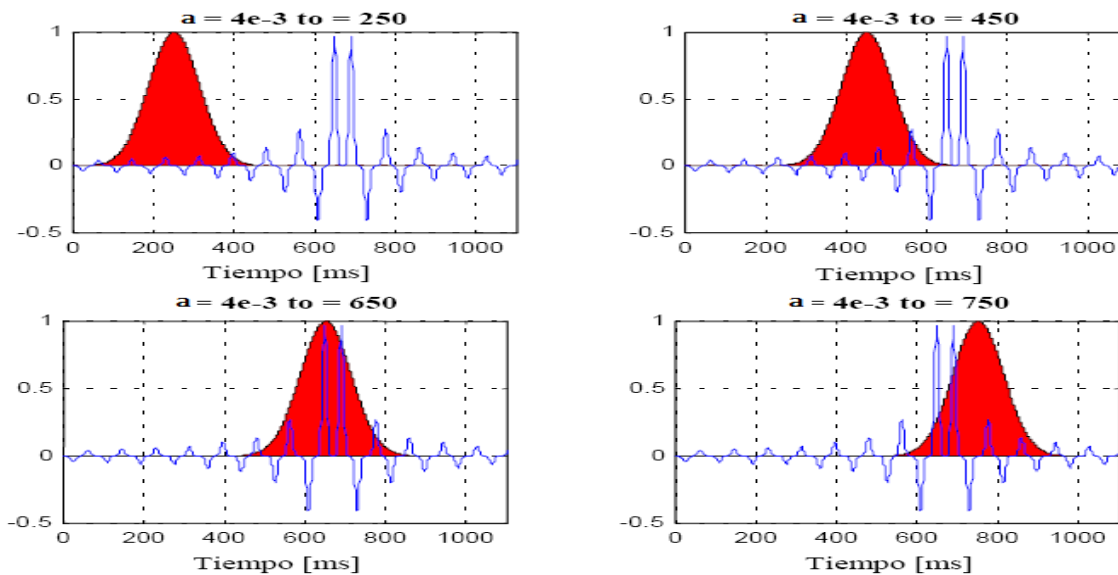 a = 4e-3 to = 250
1
0.5
0
-0.5
0 200 400 600 800 1000
Tiempo [ms]
a = 4e-3 to = 450
1
0.5
0
-0.5
0 200 400 600 800 1000
Tiempo [ms]
a = 4e-3 to = 650
1
0.5
0
-0.5
0 200 400 600 800 1000
Tiempo [ms]
a = 4e-3 to = 750
1
0.5
0
-0.5
0 200 400 600 800 1000
Tiempo [ms]